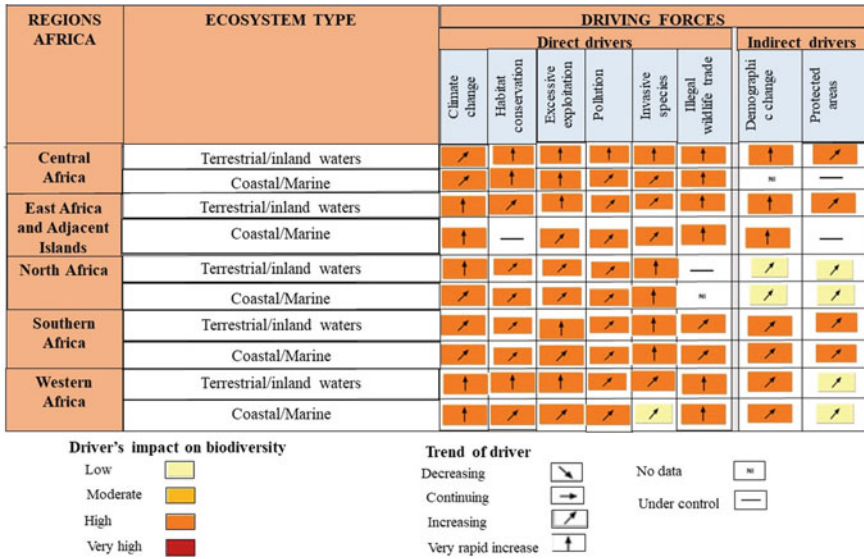 REGIONS AFRICA
ECOSYSTEM TYPE
DRIVING FORCES
Direct drivers
Indirect drivers
Climate change
Habitat conservation
Excessive exploitation
Pollution
Invasive species
Illegal wildlife trade
Demographi c change
Protected areas
Central Africa
Terrestrial/inland waters
Coastal/Marine
NI
East Africa and Adjacent Islands
Terrestrial/inland waters
Coastal/Marine
North Africa
Terrestrial/inland waters
Coastal/Marine
NI
Southern Africa
Terrestrial/inland waters
Coastal/Marine
Western Africa
Terrestrial/inland waters
Coastal/Marine
Driver's impact on biodiversity
Low
Moderate
High
Very high
Trend of driver
Decreasing
Continuing
Increasing
Very rapid increase
No data
NI
Under control